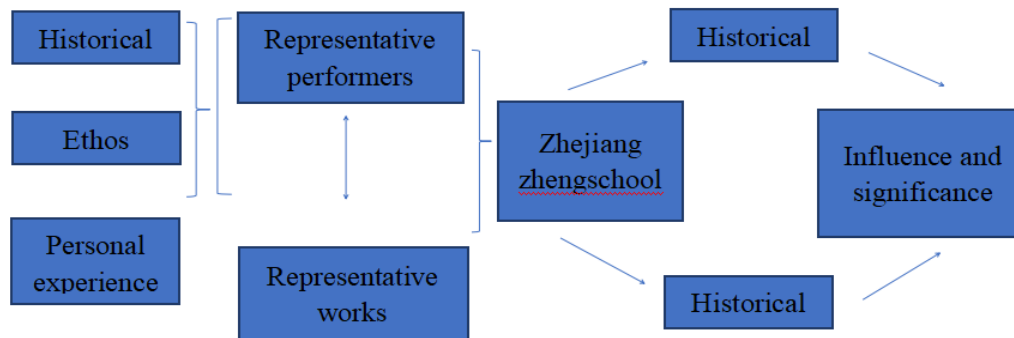 Historical
Ethos
Personal
experience
Representative
performers
Representative
works
Zhejiang
zhengschool
Historical
Historical
Influence and
significance